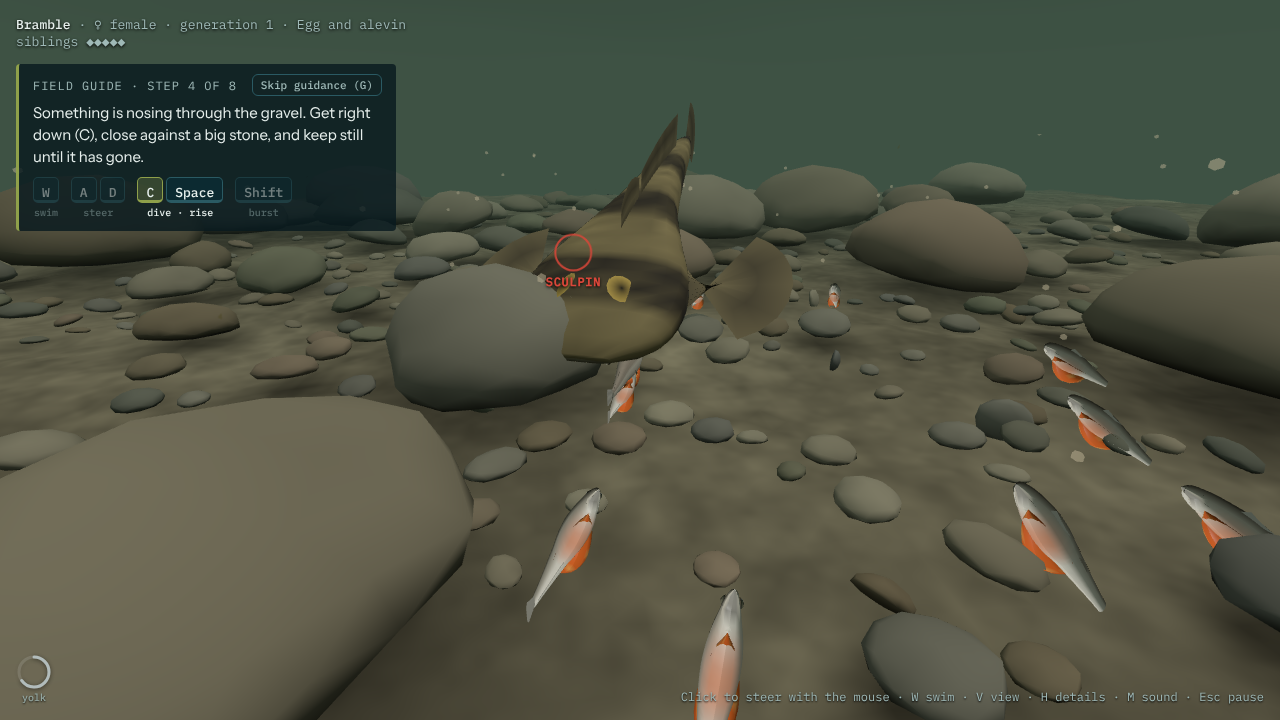 Bramble · ♀ female · generation 1 · Egg and alevin
siblings ◆◆◆◆◆
FIELD GUIDE · STEP 4 OF 8
Skip guidance (G)
Something is nosing through the gravel. Get right
down (C), close against a big stone, and keep still
until it has gone.
W A D C Space Shift
swim steer dive · rise burst
SCULPIN
yolk
Click to steer with the mouse · W swim · V view · H details · M sound · Esc pause